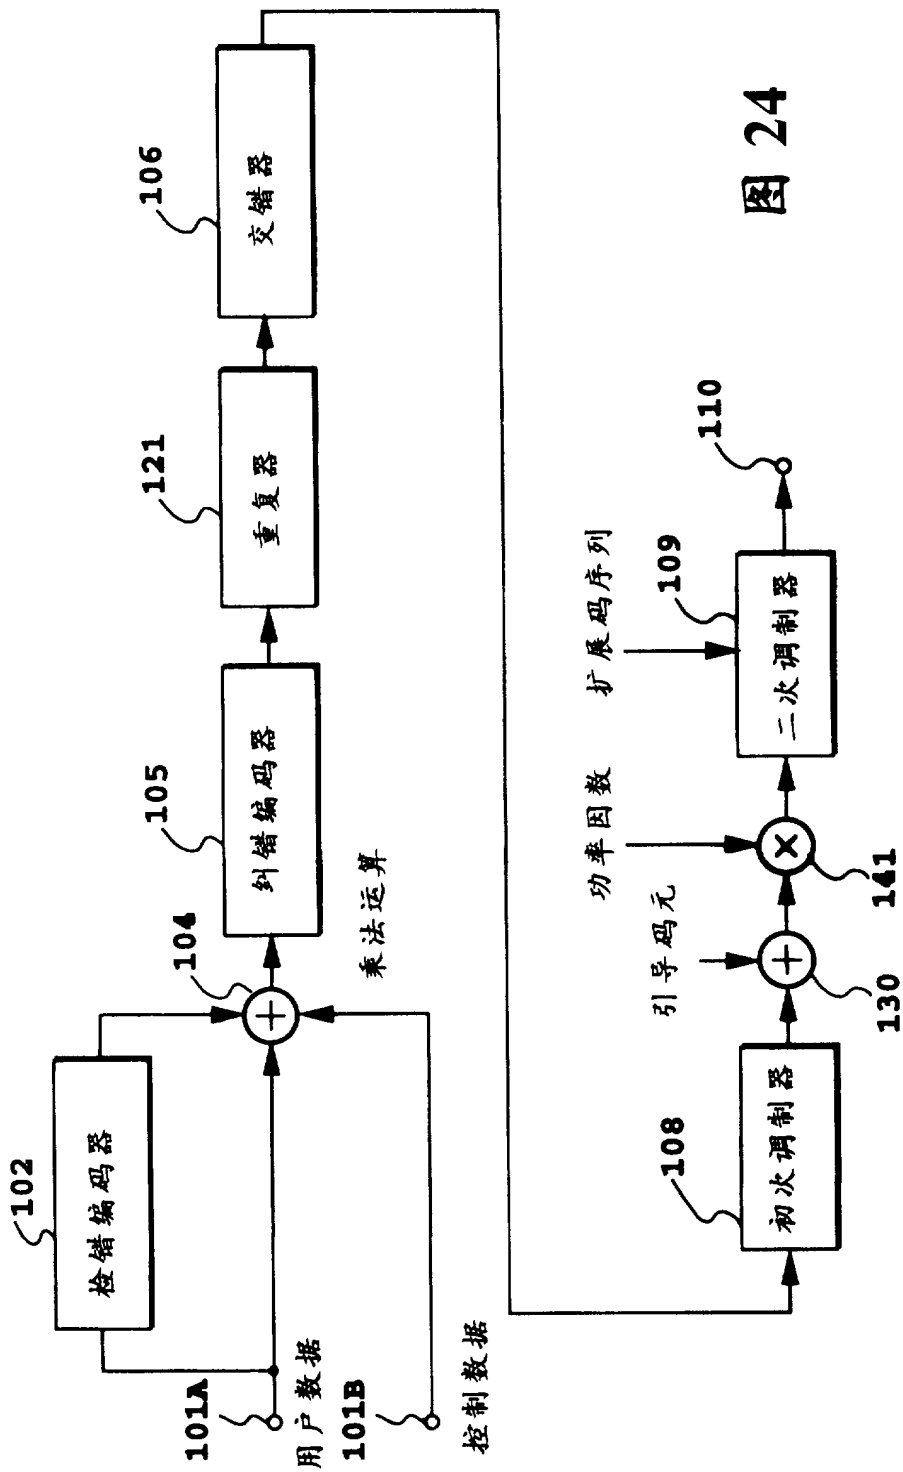 102
检错编码器
101A
用户数据
101B
控制数据
104
乘法运算
105
纠错编码器
121
重复器
106
交错器
108
初次调制器
引导码元
130
功率因数
141
扩展码序列
109
二次调制器
110
图 24